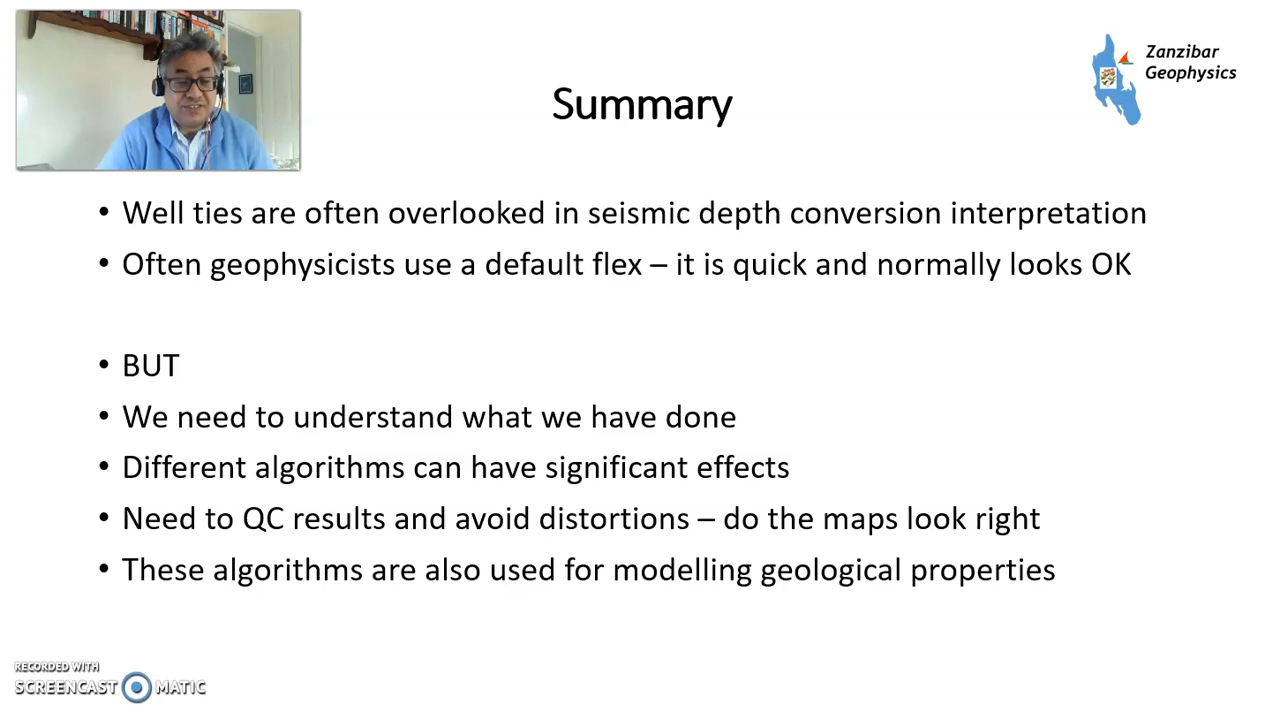 Zanzibar
Geophysics
Summary
• Well ties are often overlooked in seismic depth conversion interpretation
• Often geophysicists use a default flex – it is quick and normally looks OK
• BUT
• We need to understand what we have done
• Different algorithms can have significant effects
• Need to QC results and avoid distortions – do the maps look right
• These algorithms are also used for modelling geological properties
RECORDED WITH
SCREENCAST MATIC